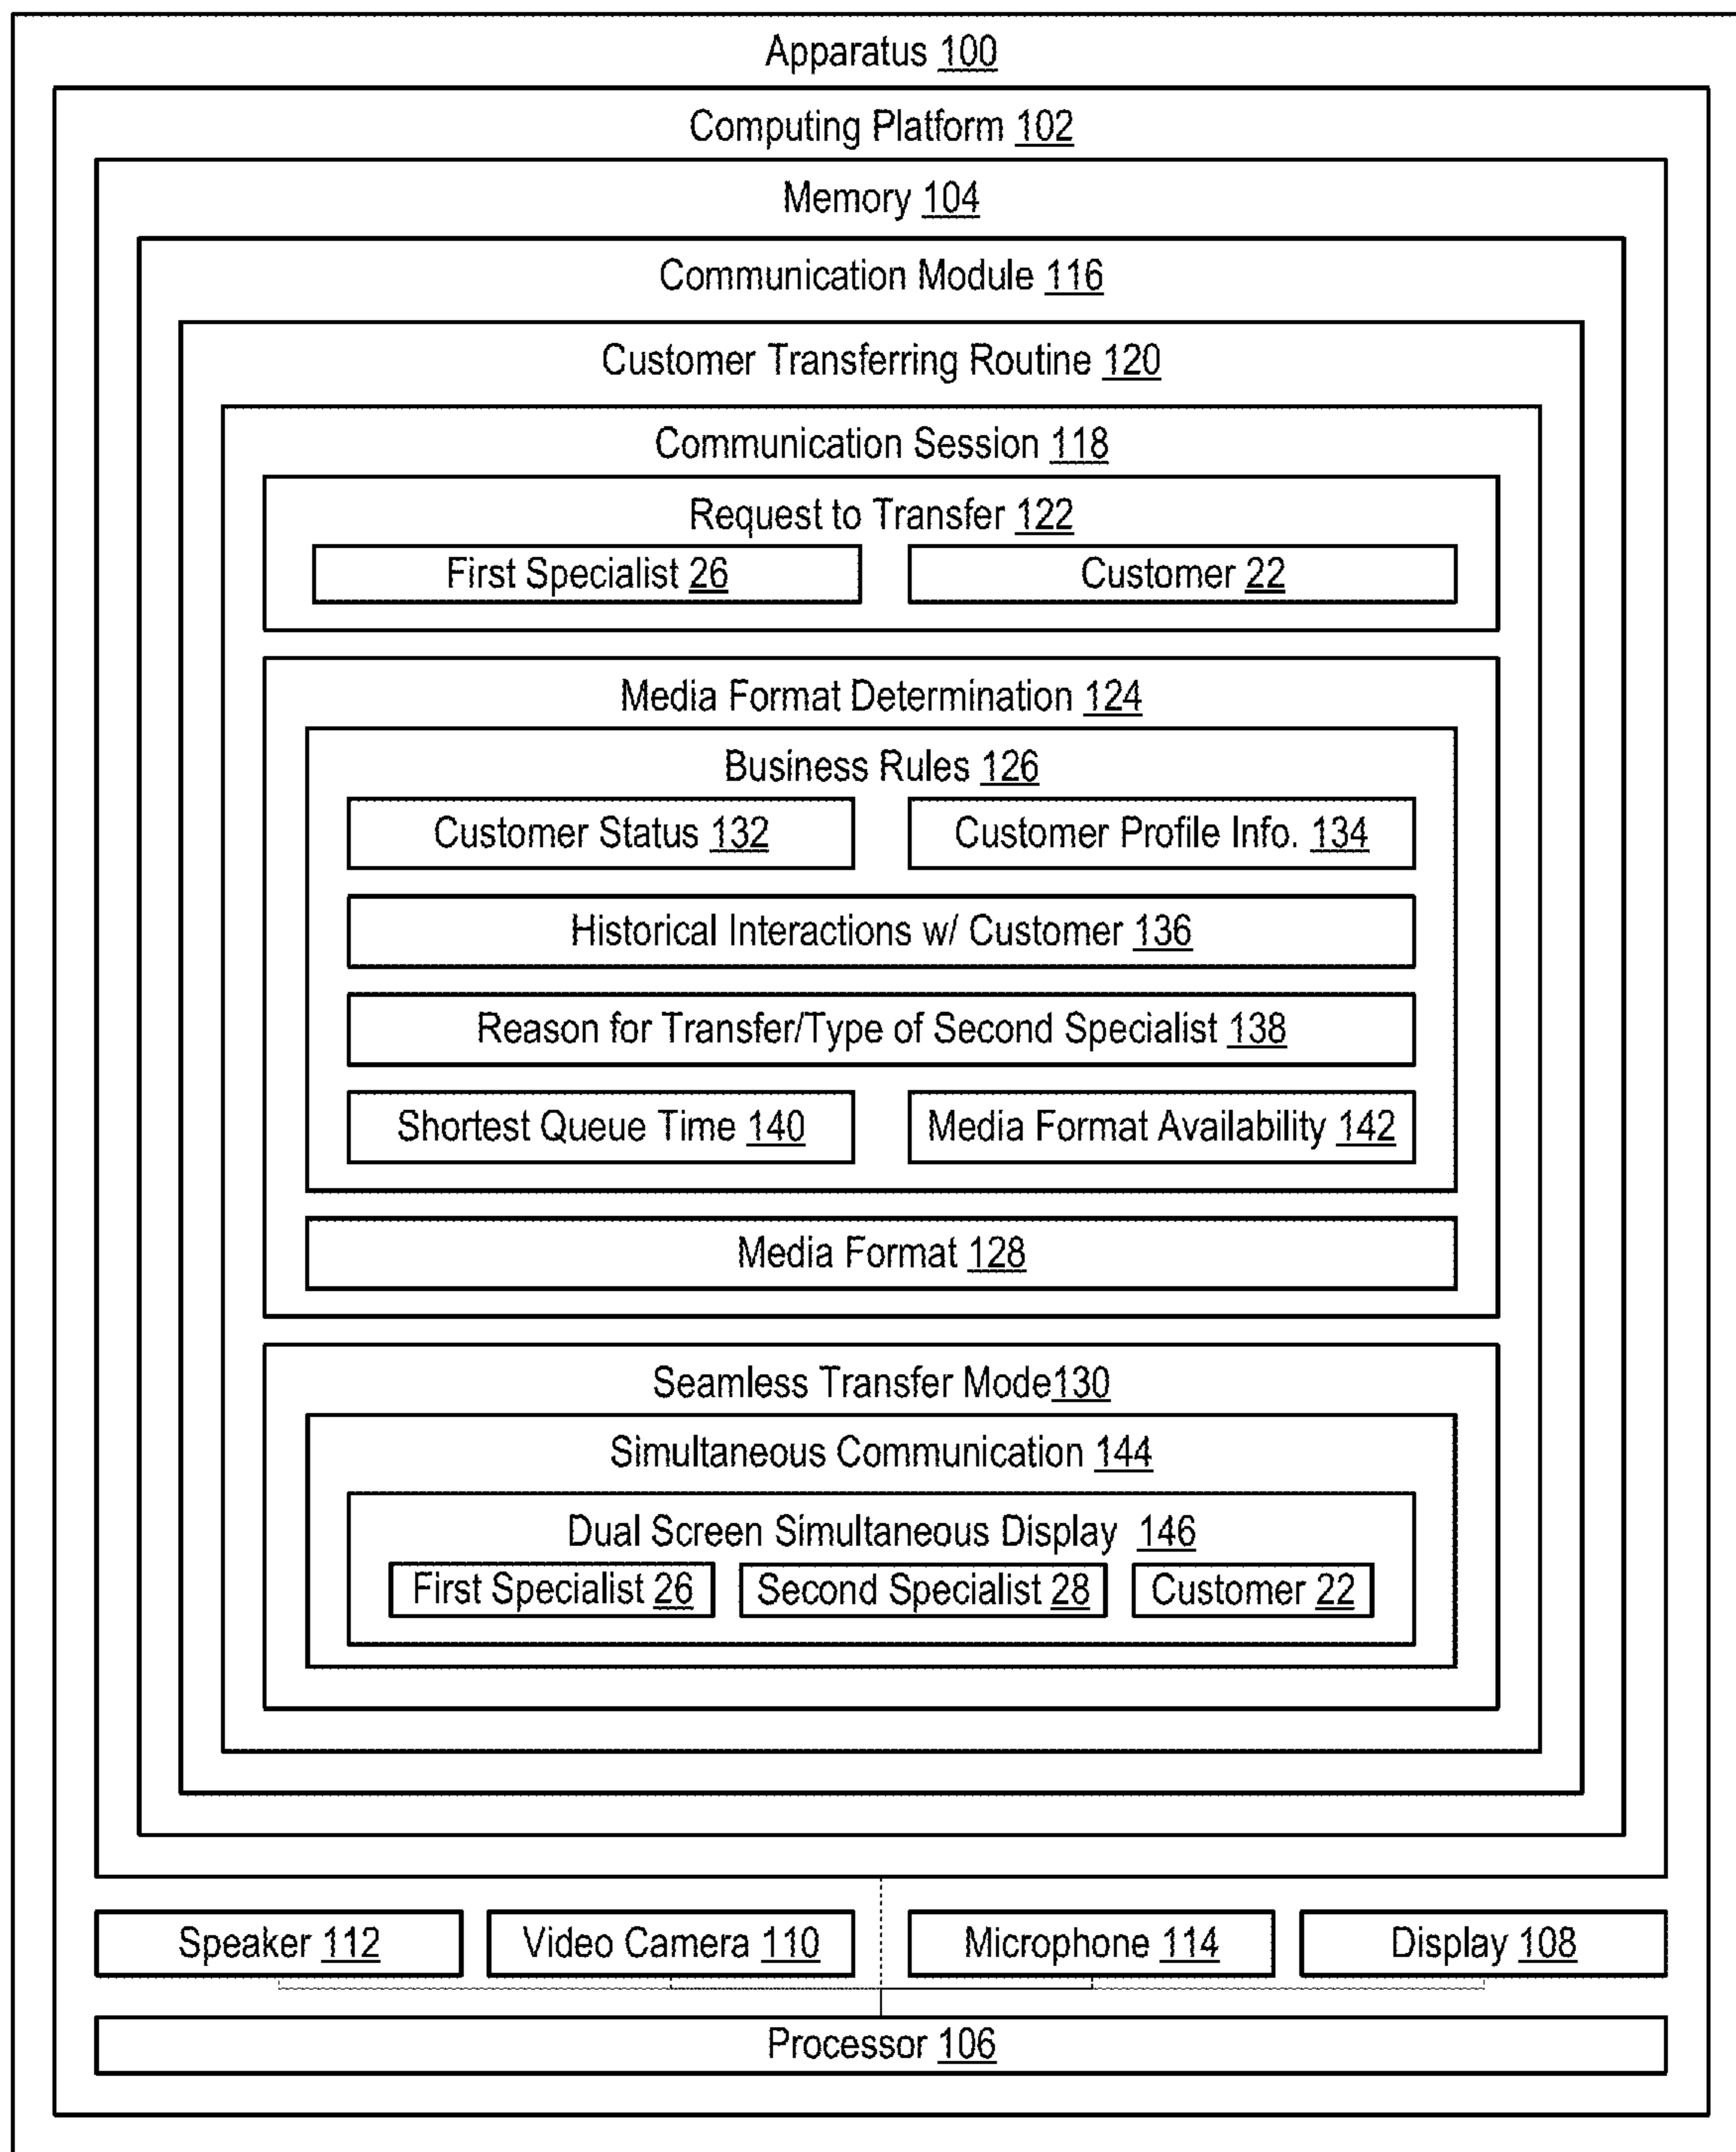 Apparatus 100
Computing Platform 102
Memory 104
Communication Module 116
Customer Transferring Routine 120
Communication Session 118
Request to Transfer 122
First Specialist 26
Customer 22
Media Format Determination 124
Business Rules 126
Customer Status 132
Customer Profile Info. 134
Historical Interactions w/ Customer 136
Reason for Transfer/Type of Second Specialist 138
Shortest Queue Time 140
Media Format Availability 142
Media Format 128
Seamless Transfer Mode130
Simultaneous Communication 144
Dual Screen Simultaneous Display 146
First Specialist 26
Second Specialist 28
Customer 22
Speaker 112
Video Camera 110
Microphone 114
Display 108
Processor 106